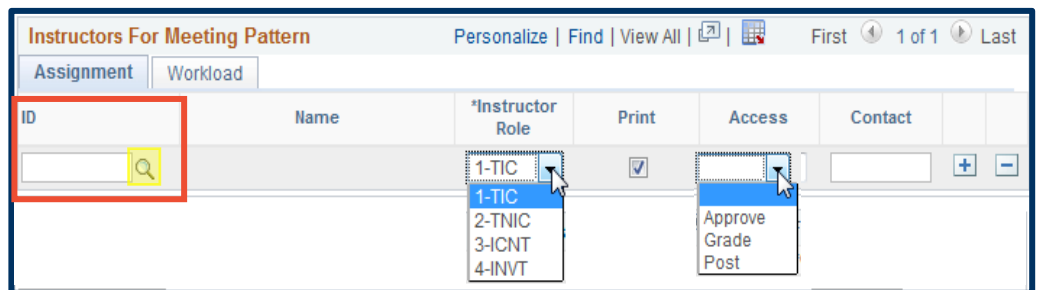 Instructors For Meeting Pattern Personalize | Find | View All | | First 1 of 1 Last
Assignment Workload
ID Name *Instructor Role Print Access Contact
1-TIC
1-TIC
2-TNIC
3-ICNT
4-INVT
Approve
Grade
Post